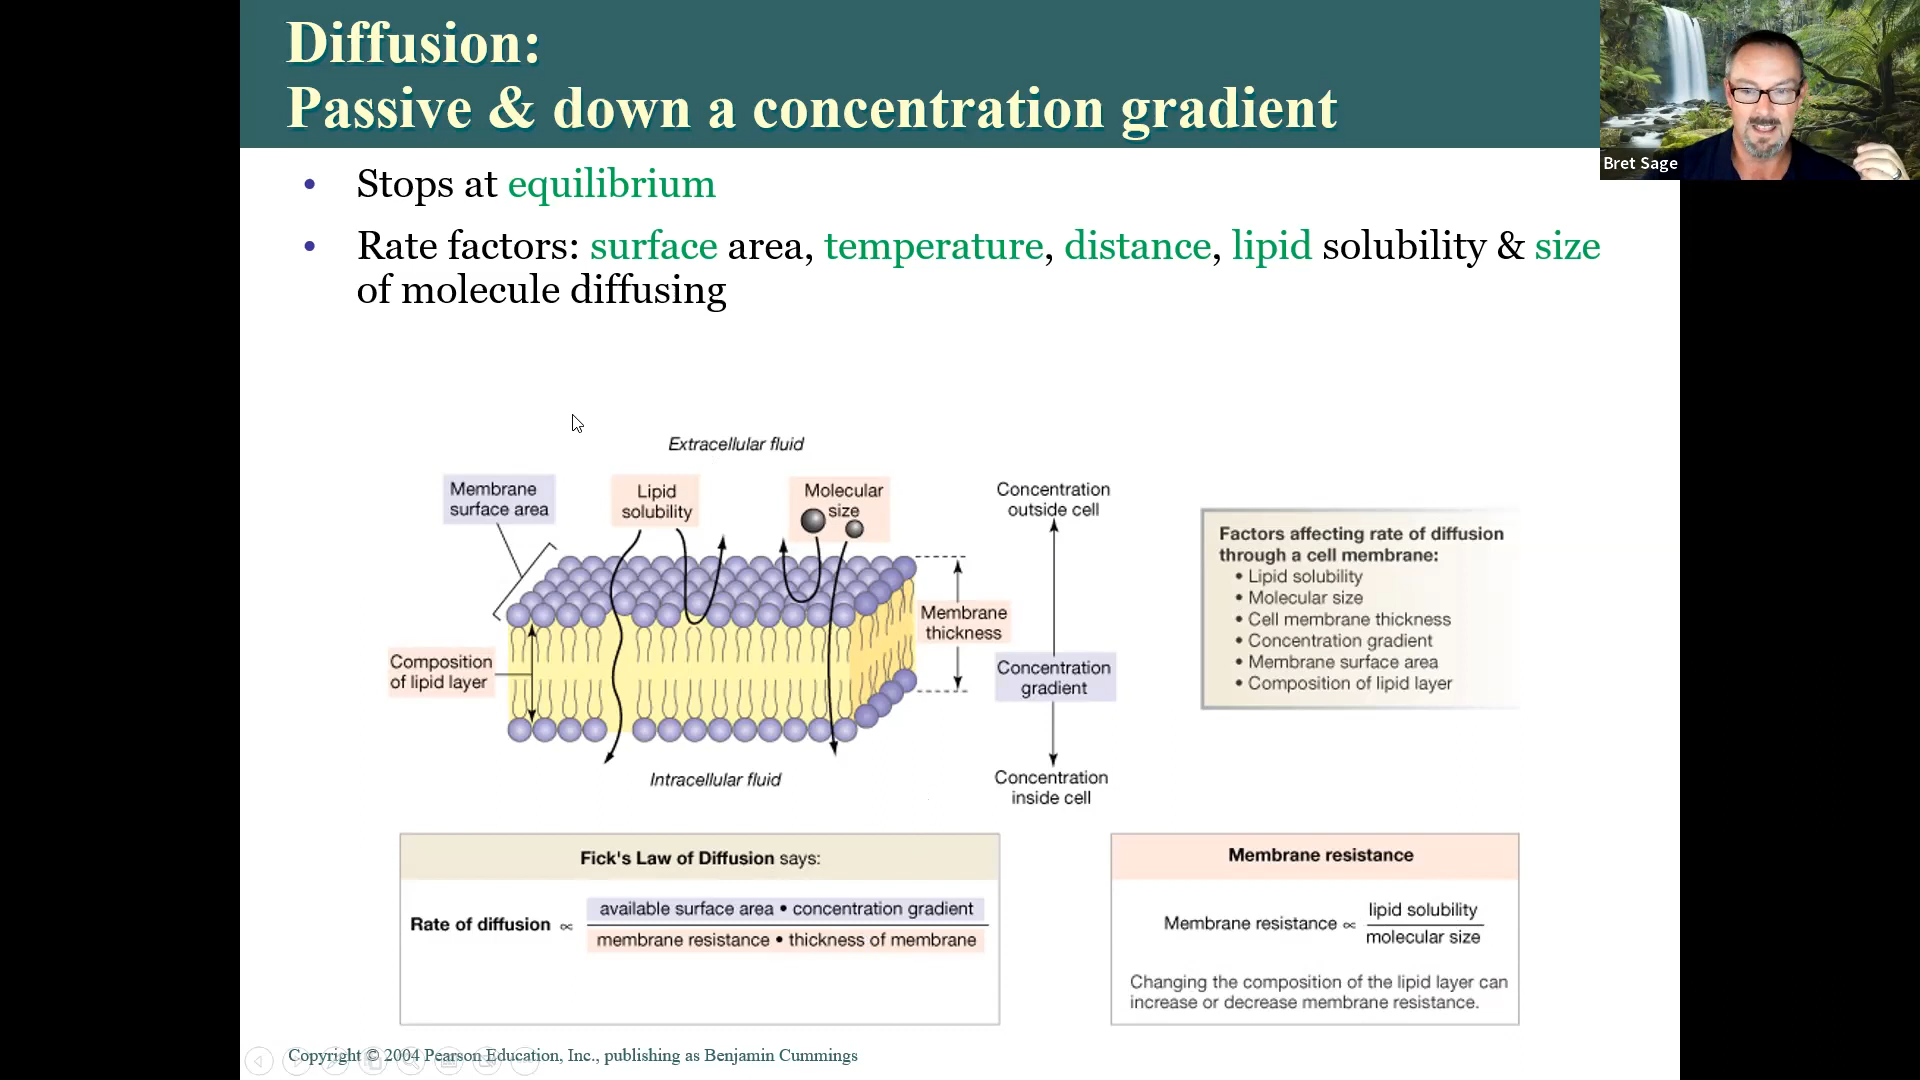 Diffusion:
Passive & down a concentration gradient
Bret Sage
• Stops at equilibrium
• Rate factors: surface area, temperature, distance, lipid solubility & size
of molecule diffusing
Extracellular fluid
Membrane
surface area
Lipid
solubility
Molecular
size
Concentration
outside cell
Membrane
thickness
Composition
of lipid layer
Concentration
gradient
Intracellular fluid
Concentration
inside cell
Factors affecting rate of diffusion
through a cell membrane:
• Lipid solubility
• Molecular size
• Cell membrane thickness
• Concentration gradient
• Membrane surface area
• Composition of lipid layer
Fick's Law of Diffusion says:
Rate of diffusion ∝
available surface area • concentration gradient
membrane resistance • thickness of membrane
Membrane resistance
Membrane resistance ∝
lipid solubility
molecular size
Changing the composition of the lipid layer can
increase or decrease membrane resistance.
Copyright © 2004 Pearson Education, Inc., publishing as Benjamin Cummings